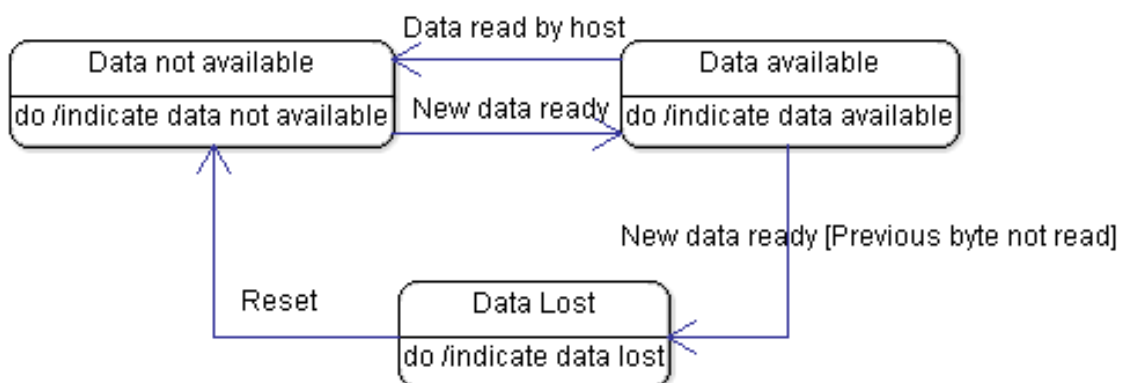 Data read by host
Data not available
Data available
do /indicate data not available
New data ready
do /indicate data available
New data ready [Previous byte not read]
Reset
Data Lost
do /indicate data lost